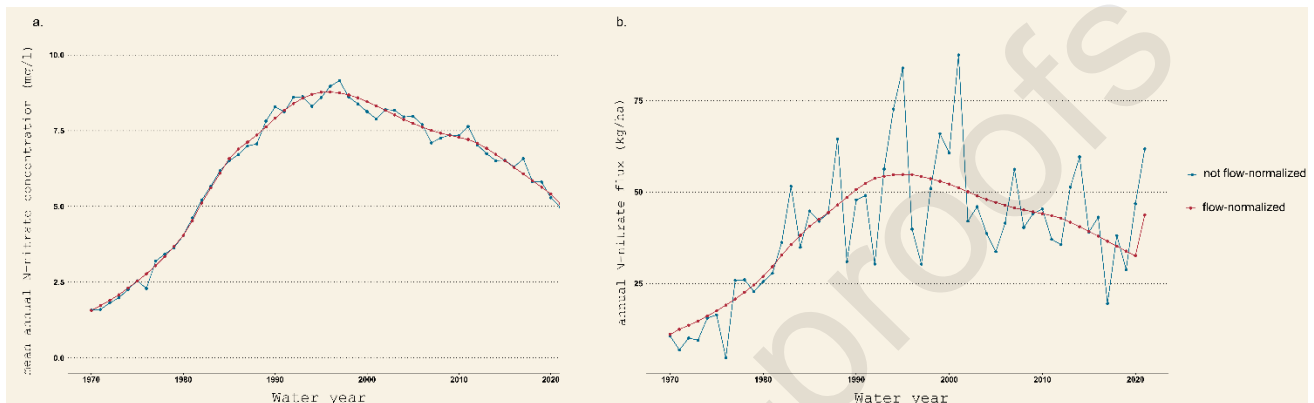 a.
mean annual N-nitrate concentration (mg/l)
10.0
7.5
5.0
2.5
0.0
1970 1980 1990 2000 2010 2020
Water year
b.
annual N-nitrate flux (kg/ha)
75
50
25
1970 1980 1990 2000 2010 2020
Water year
not flow-normalized
flow-normalized
proofs